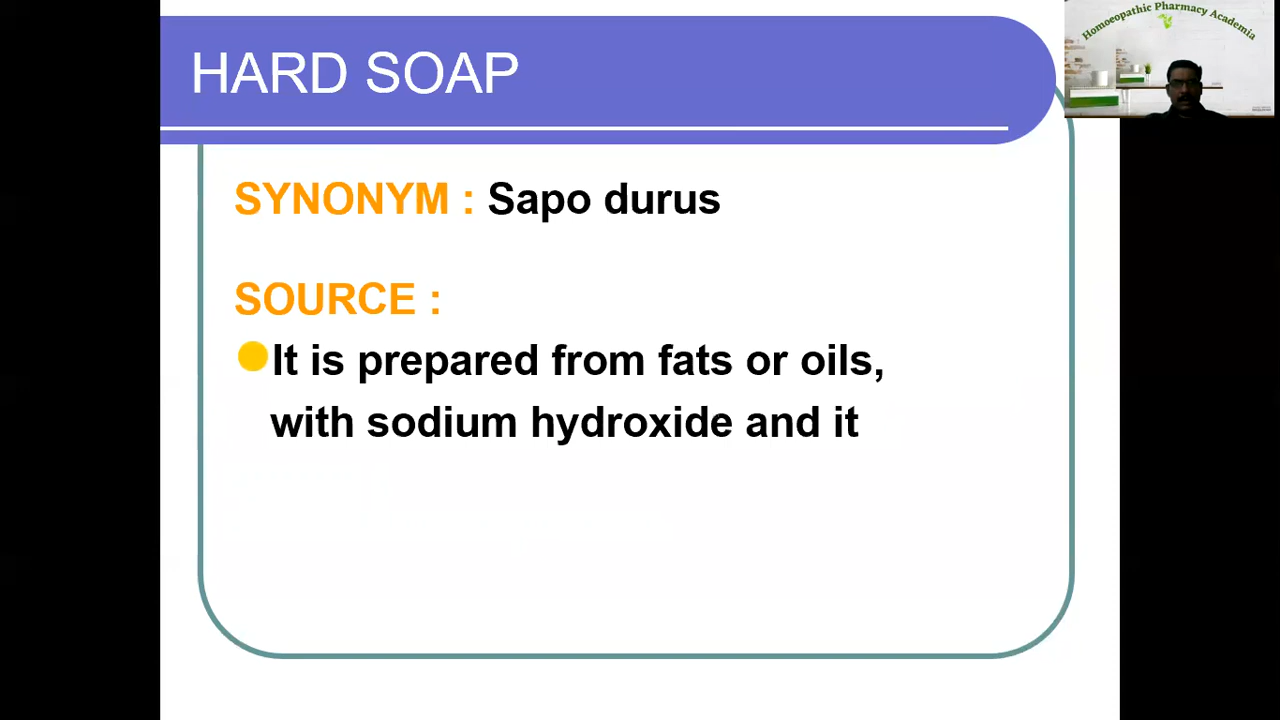 HARD SOAP
Homoeopathic Pharmacy Academia
SYNONYM : Sapo durus
SOURCE :
It is prepared from fats or oils,
with sodium hydroxide and it